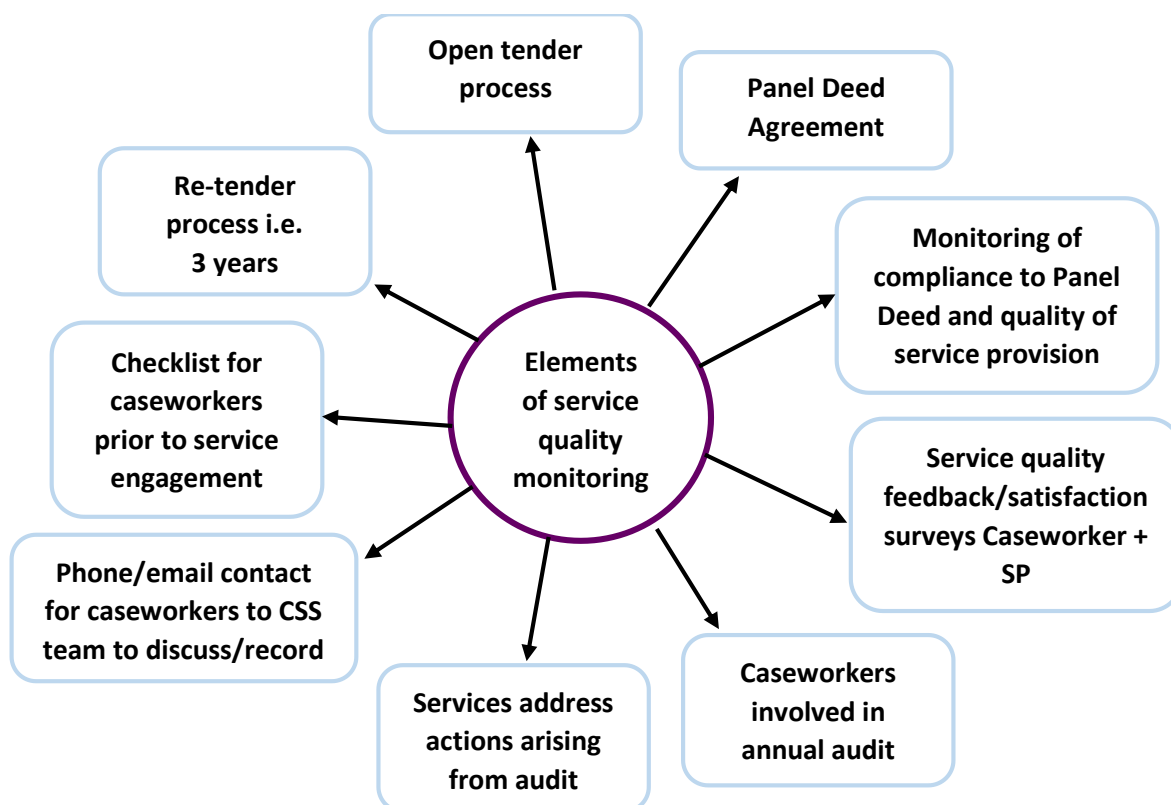 Open tender
process
Panel Deed
Agreement
Re-tender
process i.e.
3 years
Monitoring of
compliance to Panel
Deed and quality of
service provision
Checklist for
caseworkers
prior to service
engagement
Elements
of service
quality
monitoring
Service quality
feedback/satisfaction
surveys Caseworker +
SP
Phone/email contact
for caseworkers to CSS
team to discuss/record
Services address
actions arising
from audit
Caseworkers
involved in
annual audit